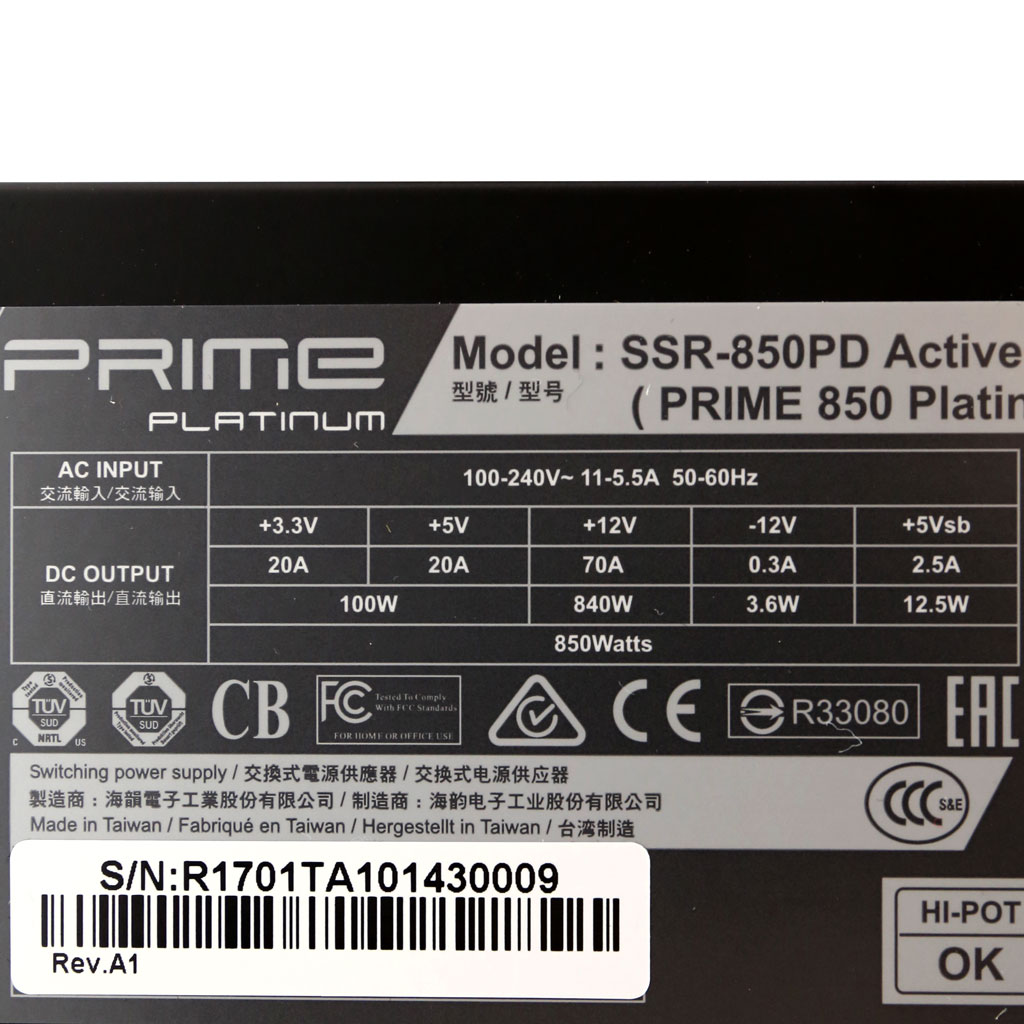 PRIME
PLATINUM
Model : SSR-850PD Active
型號 / 型号
( PRIME 850 Platin
AC INPUT
交流輸入/交流输入
100-240V~ 11-5.5A 50-60Hz
DC OUTPUT
直流輸出/直流输出
+3.3V +5V +12V -12V +5Vsb
20A 20A 70A 0.3A 2.5A
100W 840W 3.6W 12.5W
850Watts
TÜV SUD NRTL C US
TÜV SUD
CB
FC Tested To Comply
With FCC Standards
FOR HOME OR OFFICE USE
CE
R33080
EAC
Switching power supply / 交換式電源供應器 / 交换式电源供应器
製造商 : 海韻電子工業股份有限公司 / 制造商 : 海韵电子工业股份有限公司
Made in Taiwan / Fabriqué en Taiwan / Hergestellt in Taiwan / 台湾制造
CCC S&E
S/N:R1701TA101430009
Rev.A1
HI-POT
OK